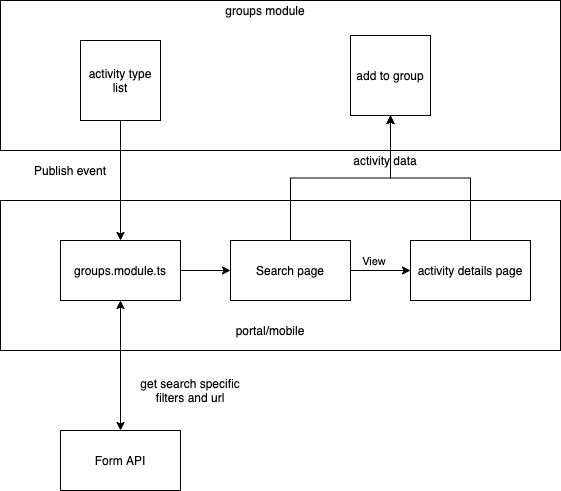 groups module
activity type
list
add to group
Publish event
activity data
groups.module.ts
Search page
View
activity details page
portal/mobile
get search specific
filters and url
Form API